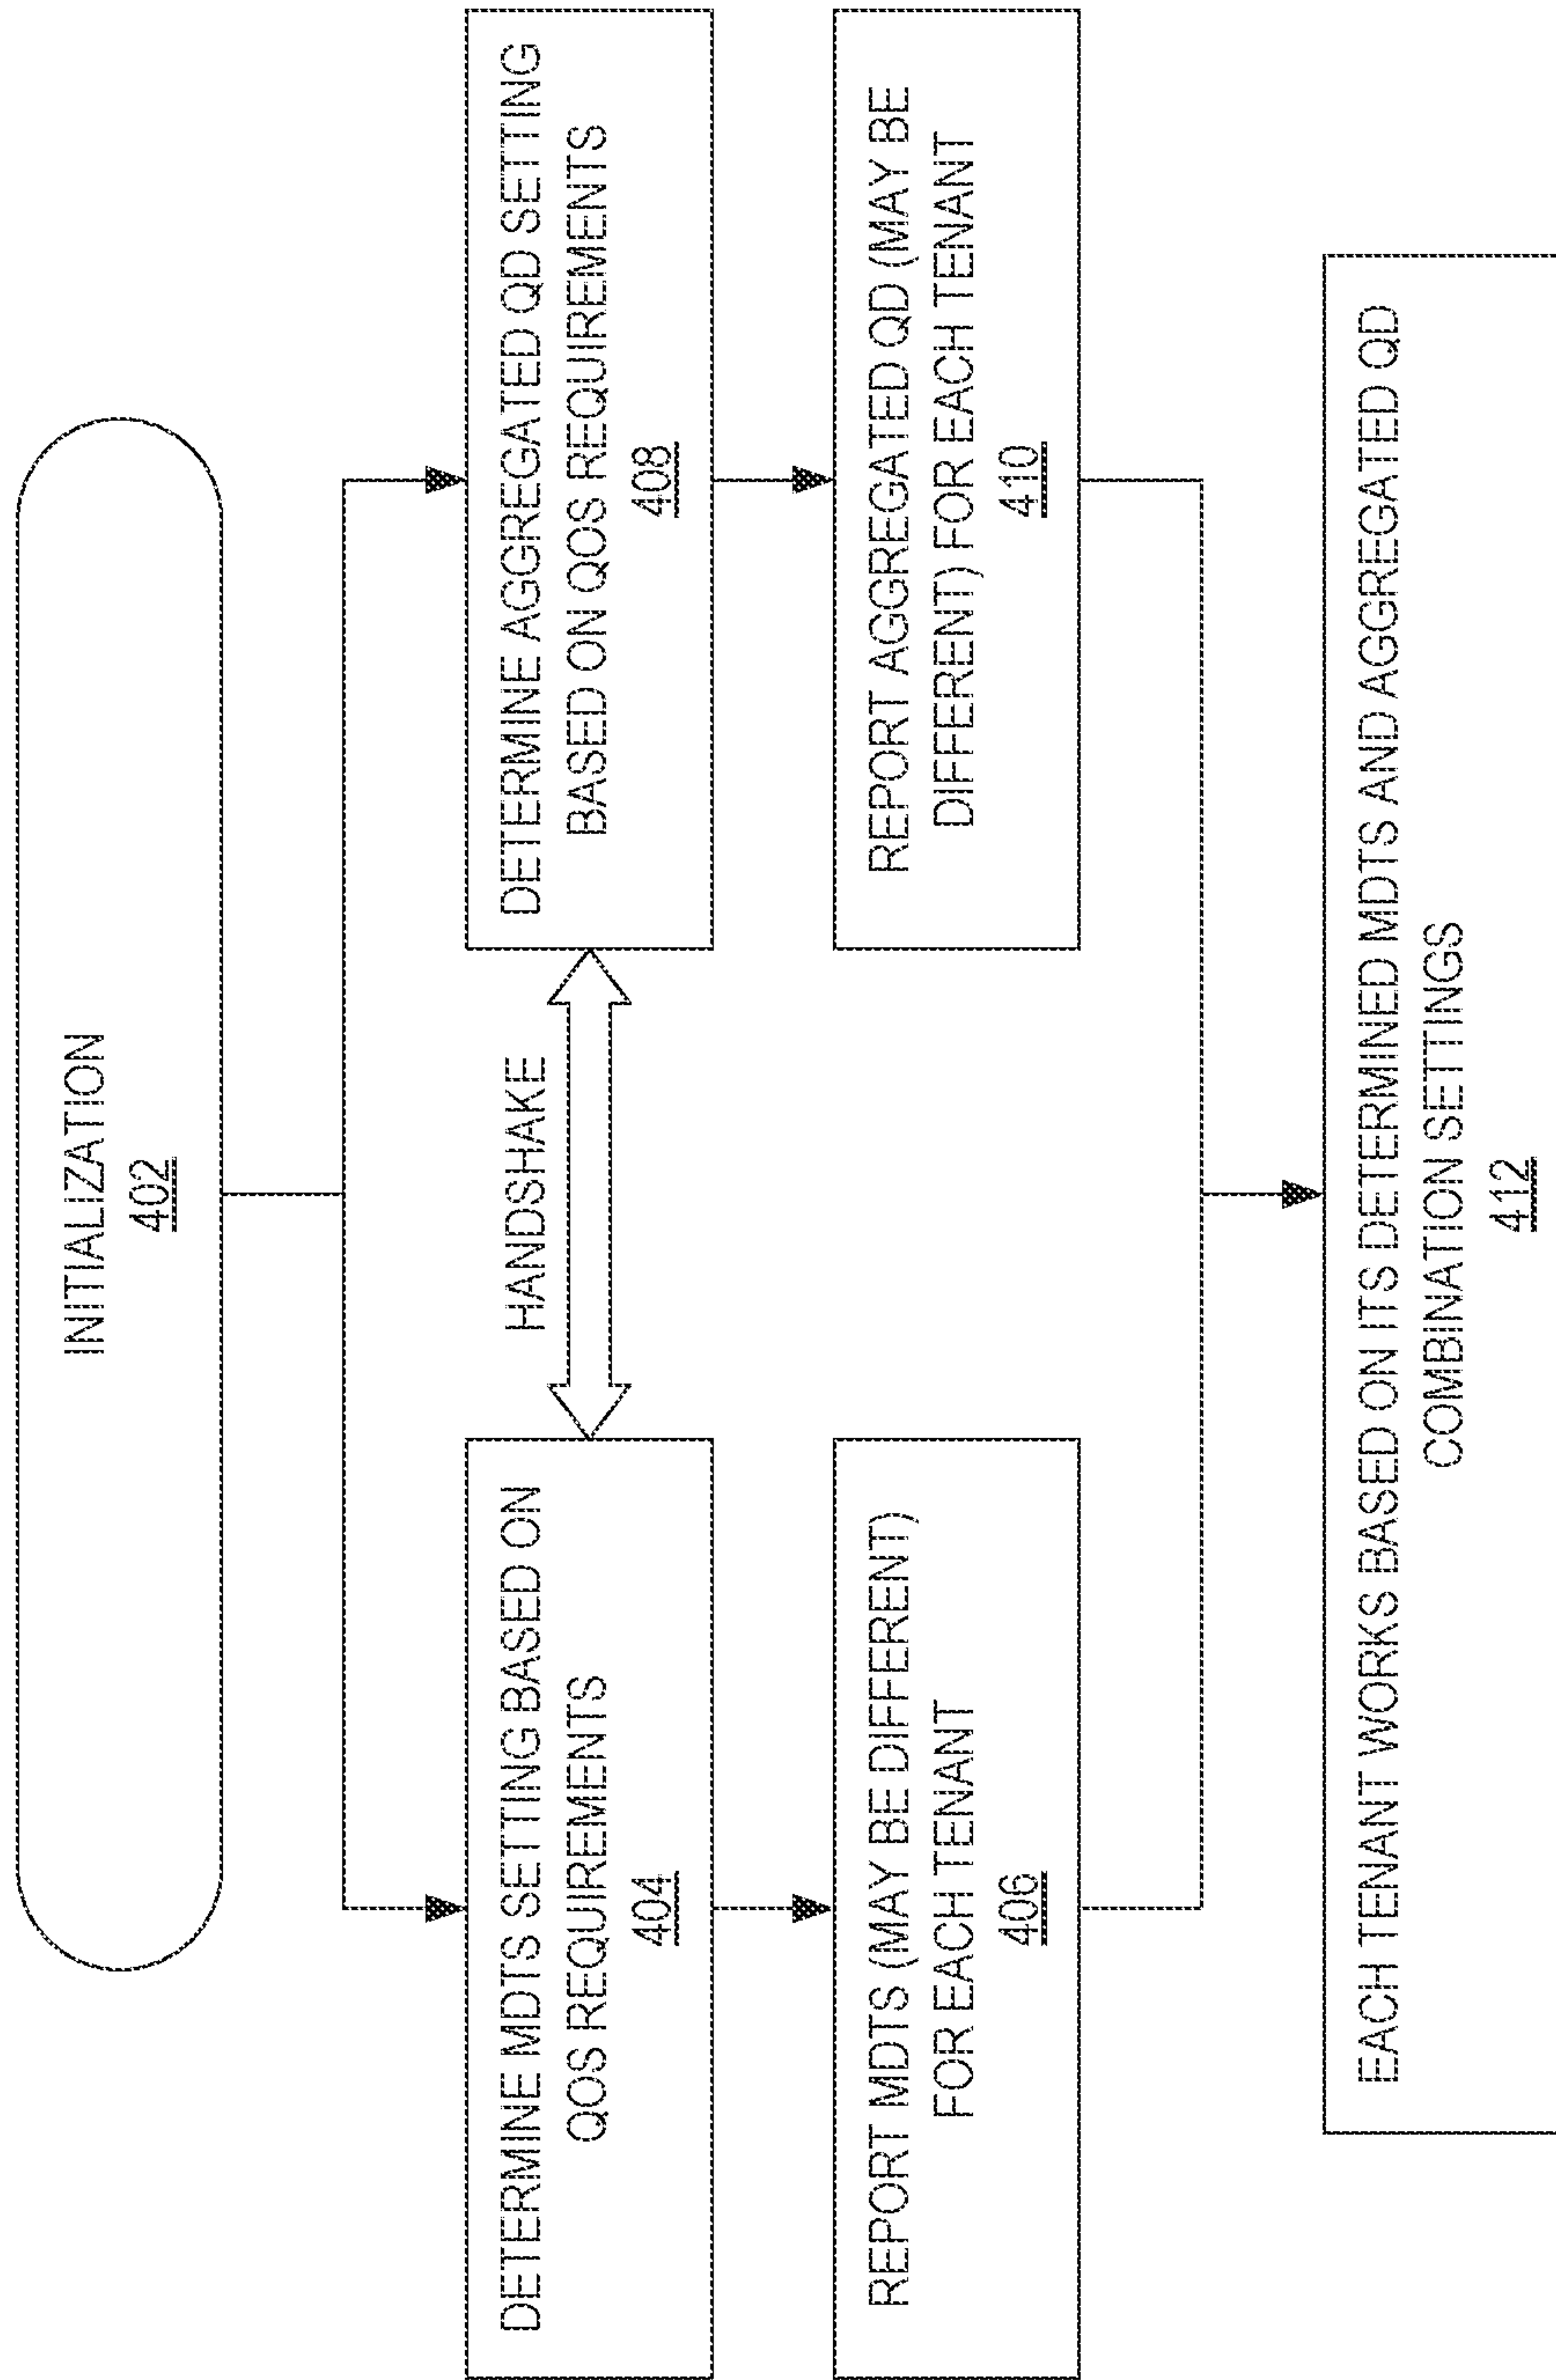 INITIALIZATION
402
DETERMINE MDTS SETTING BASED ON
QOS REQUIREMENTS
404
HANDSHAKE
DETERMINE AGGREGATED QD SETTING
BASED ON QOS REQUIREMENTS
408
REPORT MDTS (MAY BE DIFFERENT)
FOR EACH TENANT
406
REPORT AGGREGATED QD (MAY BE
DIFFERENT) FOR EACH TENANT
410
EACH TENANT WORKS BASED ON ITS DETERMINED MDTS AND AGGREGATED QD
COMBINATION SETTINGS
412